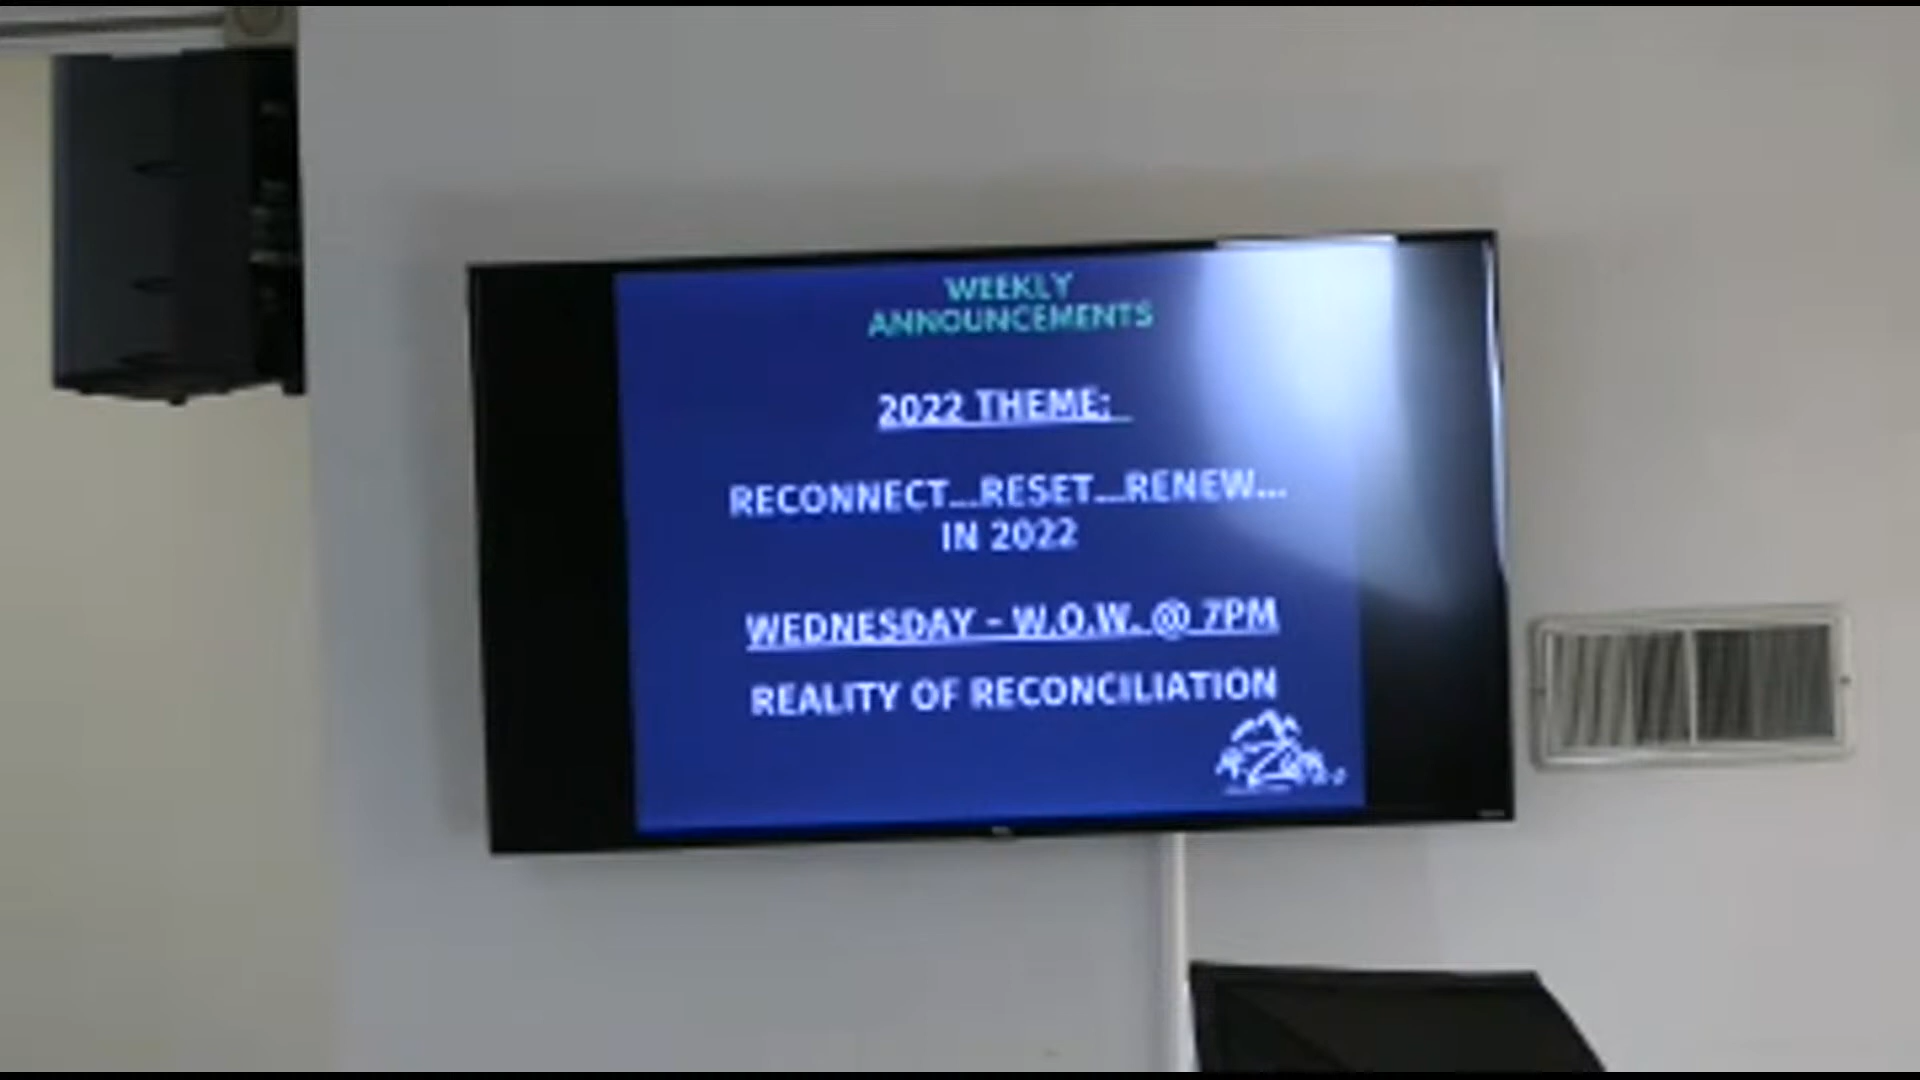 WEEKLY
ANNOUNCEMENTS
2022 THEME:
RECONNECT...RESET...RENEW...
IN 2022
WEDNESDAY - W.O.W. @ 7PM
REALITY OF RECONCILIATION